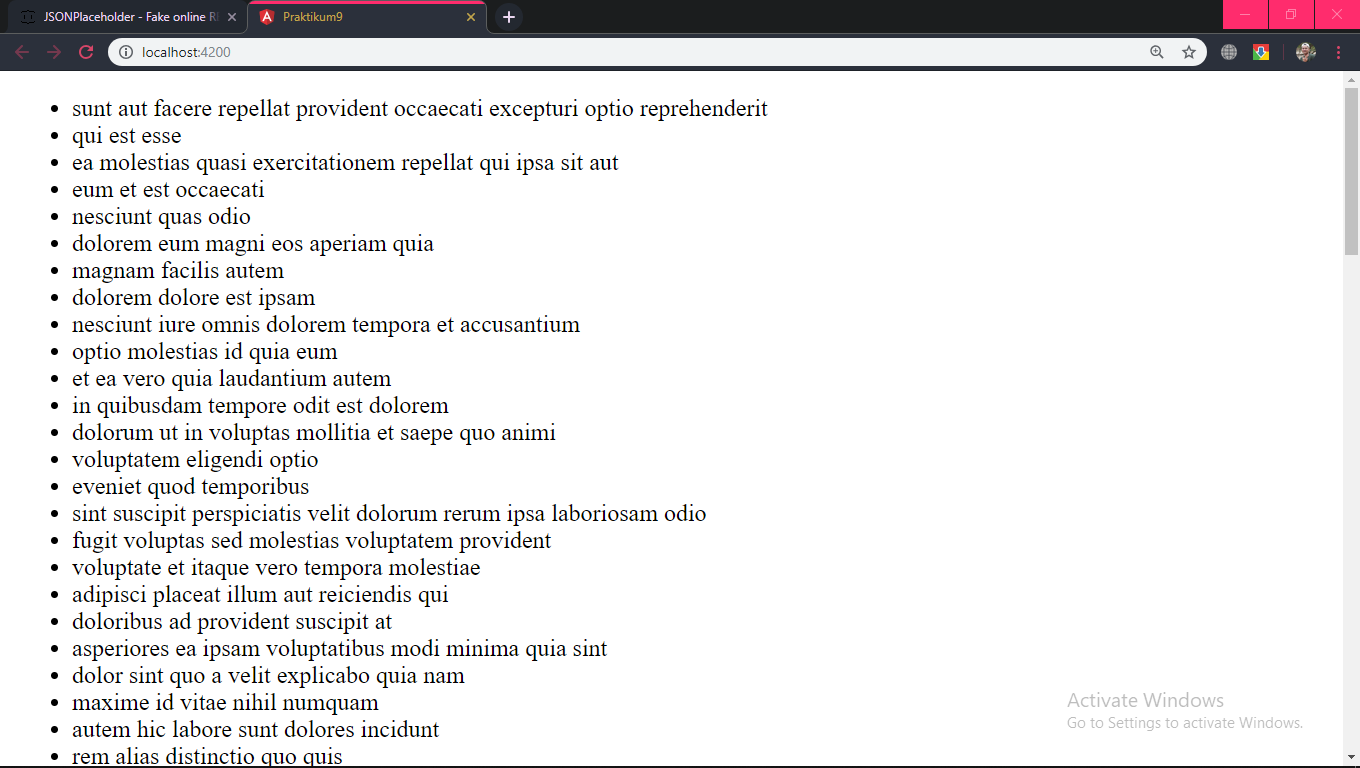 JSONPlaceholder - Fake online R
Praktikum9
localhost:4200
sunt aut facere repellat provident occaecati excepturi optio reprehenderit
qui est esse
ea molestias quasi exercitationem repellat qui ipsa sit aut
eum et est occaecati
nesciunt quas odio
dolorem eum magni eos aperiam quia
magnam facilis autem
dolorem dolore est ipsam
nesciunt iure omnis dolorem tempora et accusantium
optio molestias id quia eum
et ea vero quia laudantium autem
in quibusdam tempore odit est dolorem
dolorum ut in voluptas mollitia et saepe quo animi
voluptatem eligendi optio
eveniet quod temporibus
sint suscipit perspiciatis velit dolorum rerum ipsa laboriosam odio
fugit voluptas sed molestias voluptatem provident
voluptate et itaque vero tempora molestiae
adipisci placeat illum aut reiciendis qui
doloribus ad provident suscipit at
asperiores ea ipsam voluptatibus modi minima quia sint
dolor sint quo a velit explicabo quia nam
maxime id vitae nihil numquam
autem hic labore sunt dolores incidunt
rem alias distinctio quo quis
Activate Windows
Go to Settings to activate Windows.